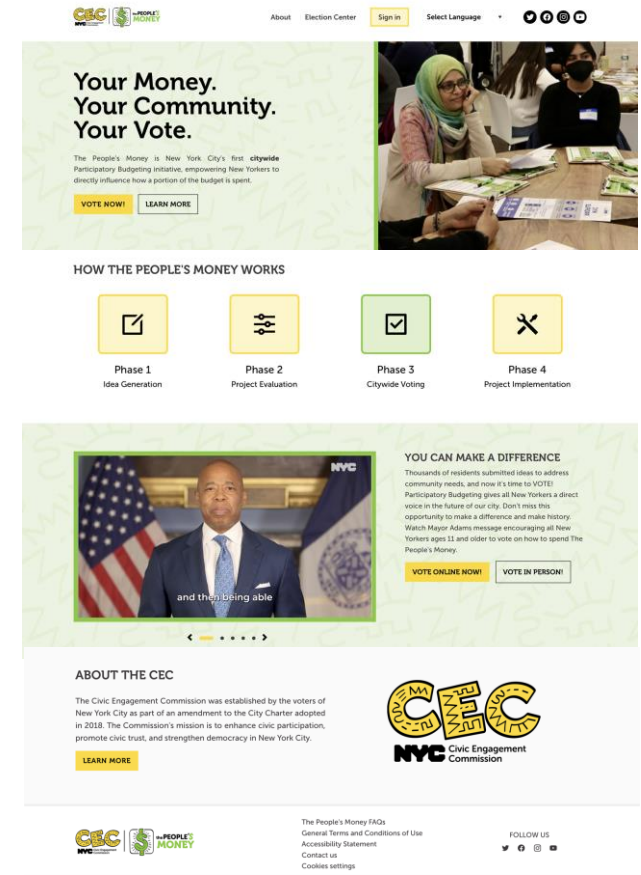 CEC
NYC Civic Engagement Commission
the PEOPLE'S
MONEY
About
Election Center
Sign in
Select Language
Your Money.
Your Community.
Your Vote.
The People's Money is New York City's first citywide
Participatory Budgeting initiative, empowering New Yorkers to
directly influence how a portion of the budget is spent.
VOTE NOW!
LEARN MORE
HOW THE PEOPLE'S MONEY WORKS
Phase 1
Idea Generation
Phase 2
Project Evaluation
Phase 3
Citywide Voting
Phase 4
Project Implementation
NYC
and then being able
YOU CAN MAKE A DIFFERENCE
Thousands of residents submitted ideas to address
community needs, and now it's time to VOTE!
Participatory Budgeting gives all New Yorkers a direct
voice in the future of our city. Don't miss this
opportunity to make a difference and make history.
Watch Mayor Adams message encouraging all New
Yorkers ages 11 and older to vote on how to spend The
People's Money.
VOTE ONLINE NOW!
VOTE IN PERSON!
ABOUT THE CEC
The Civic Engagement Commission was established by the voters of
New York City as part of an amendment to the City Charter adopted
in 2018. The Commission's mission is to enhance civic participation,
promote civic trust, and strengthen democracy in New York City.
LEARN MORE
CEC
NYC
Civic Engagement
Commission
CEC
NYC
the PEOPLE'S
MONEY
The People's Money FAQs
General Terms and Conditions of Use
Accessibility Statement
Contact us
Cookies settings
FOLLOW US